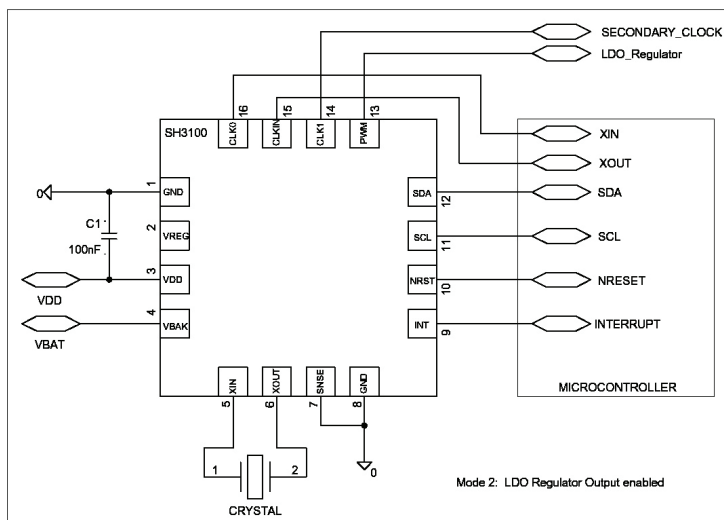 SECONDARY_CLOCK
LDO_Regulator
16
15
14
13
SH3100
CLK0
CLKIN
CLK1
PWM
XIN
XOUT
0
1
GND
SDA
12
SDA
C1
100nF
2
VREG
SCL
11
SCL
3
VDD
NRST
10
NRESET
VDD
4
VBAK
INT
9
INTERRUPT
VBAT
XIN
XOUT
SNSE
GND
MICROCONTROLLER
5
6
7
8
1
2
0
Mode 2: LDO Regulator Output enabled
CRYSTAL